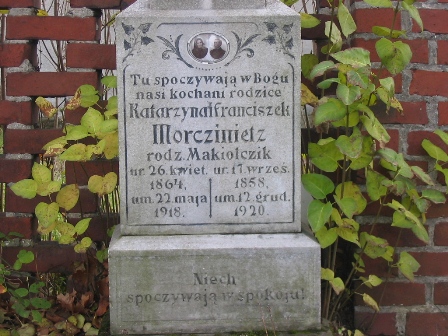 Tu spoczywają w Bogu
nasi kochani rodzice
Katarzyna i Franciszek
Morczinietz
rodz. Makiolczik
ur. 26. kwiet. ur. 17. wrześ.
1864. 1858.
um. 22 maja um. 12. grud.
1918. 1920.
Niech
spoczywają w spokoju!